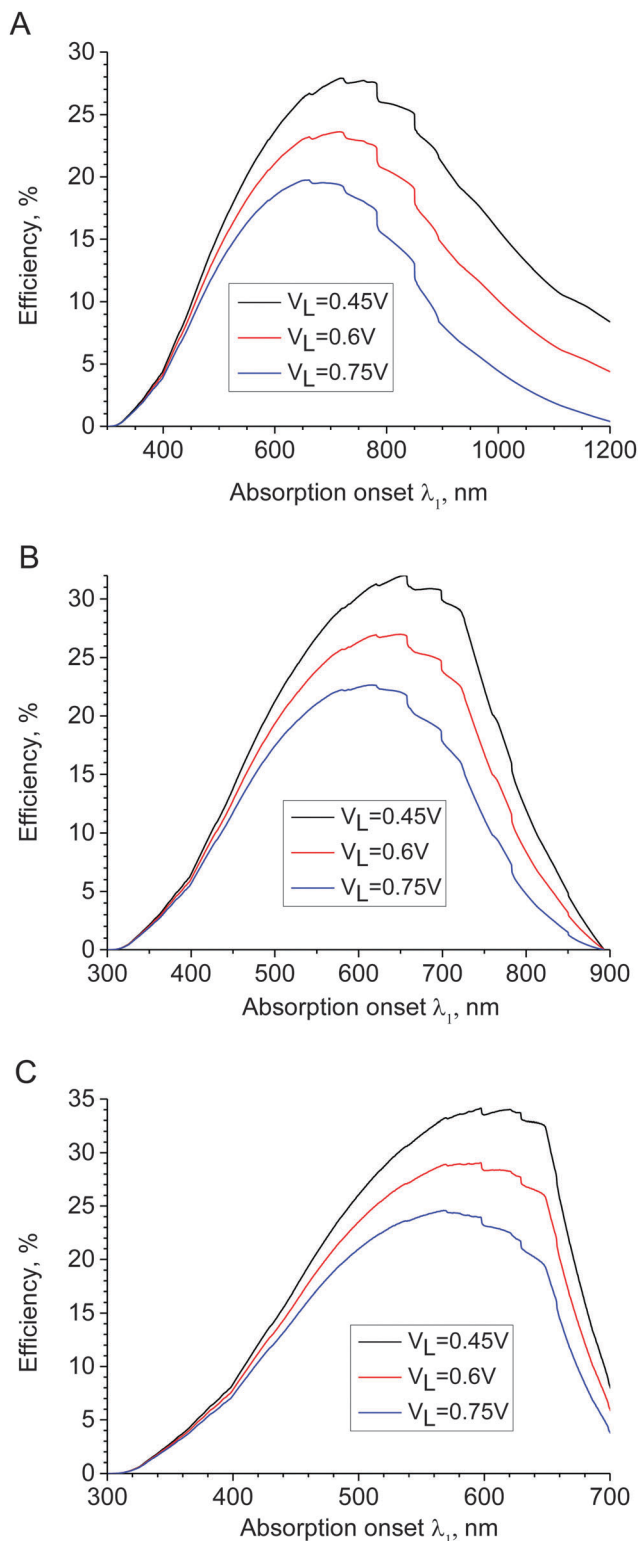 A
30
25
20
15
10
5
0
Efficiency, %
V_L=0.45V
V_L=0.6V
V_L=0.75V
400 600 800 1000 1200
Absorption onset λ₁, nm
B
30
25
20
15
10
5
0
Efficiency, %
V_L=0.45V
V_L=0.6V
V_L=0.75V
300 400 500 600 700 800 900
Absorption onset λ₁, nm
C
35
30
25
20
15
10
5
0
Efficiency, %
V_L=0.45V
V_L=0.6V
V_L=0.75V
300 400 500 600 700
Absorption onset λ₁, nm